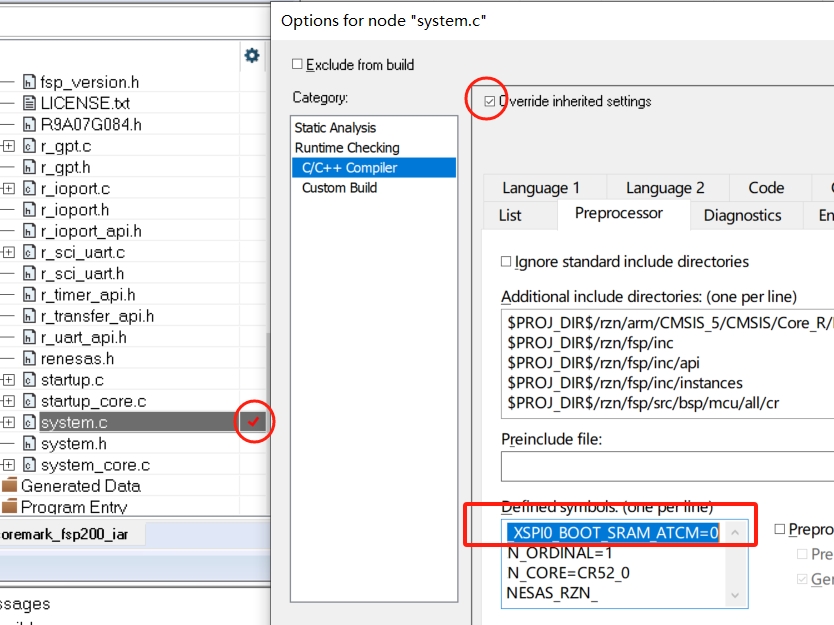 Options for node "system.c"
fsp_version.h
LICENSE.txt
R9A07G084.h
r_gpt.c
r_gpt.h
r_ioport.c
r_ioport.h
r_ioport_api.h
r_sci_uart.c
r_sci_uart.h
r_timer_api.h
r_transfer_api.h
r_uart_api.h
renesas.h
startup.c
startup_core.c
system.c
system.h
system_core.c
Generated Data
Program Entry
oremark_fsp200_iar
ssages
Exclude from build
Category:
Static Analysis
Runtime Checking
C/C++ Compiler
Custom Build
Override inherited settings
Language 1
Language 2
Code
List
Preprocessor
Diagnostics
En
Ignore standard include directories
Additional include directories: (one per line)
$PROJ_DIR$/rzn/arm/CMSIS_5/CMSIS/Core_R/I
$PROJ_DIR$/rzn/fsp/inc
$PROJ_DIR$/rzn/fsp/inc/api
$PROJ_DIR$/rzn/fsp/inc/instances
$PROJ_DIR$/rzn/fsp/src/bsp/mcu/all/cr
Preinclude file:
Defined symbols: (one per line)
_XSPI0_BOOT_SRAM_ATCM=0
N_ORDINAL=1
N_CORE=CR52_0
NESAS_RZN_
Prepro
Pre
Ger